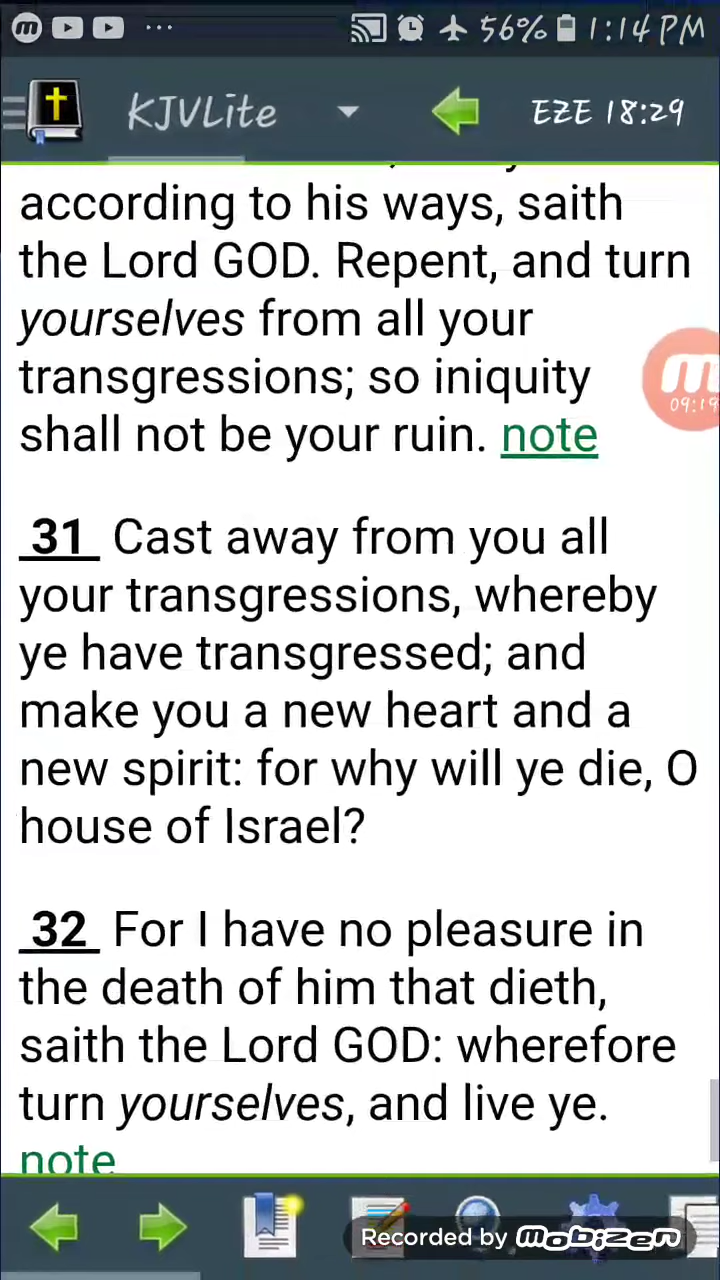 56% 1:14 PM
KJVLite EZE 18:29
according to his ways, saith
the Lord GOD. Repent, and turn
yourselves from all your
transgressions; so iniquity
shall not be your ruin. note
09:19
31 Cast away from you all
your transgressions, whereby
ye have transgressed; and
make you a new heart and a
new spirit: for why will ye die, O
house of Israel?
32 For I have no pleasure in
the death of him that dieth,
saith the Lord GOD: wherefore
turn yourselves, and live ye.
note
Recorded by mobizen